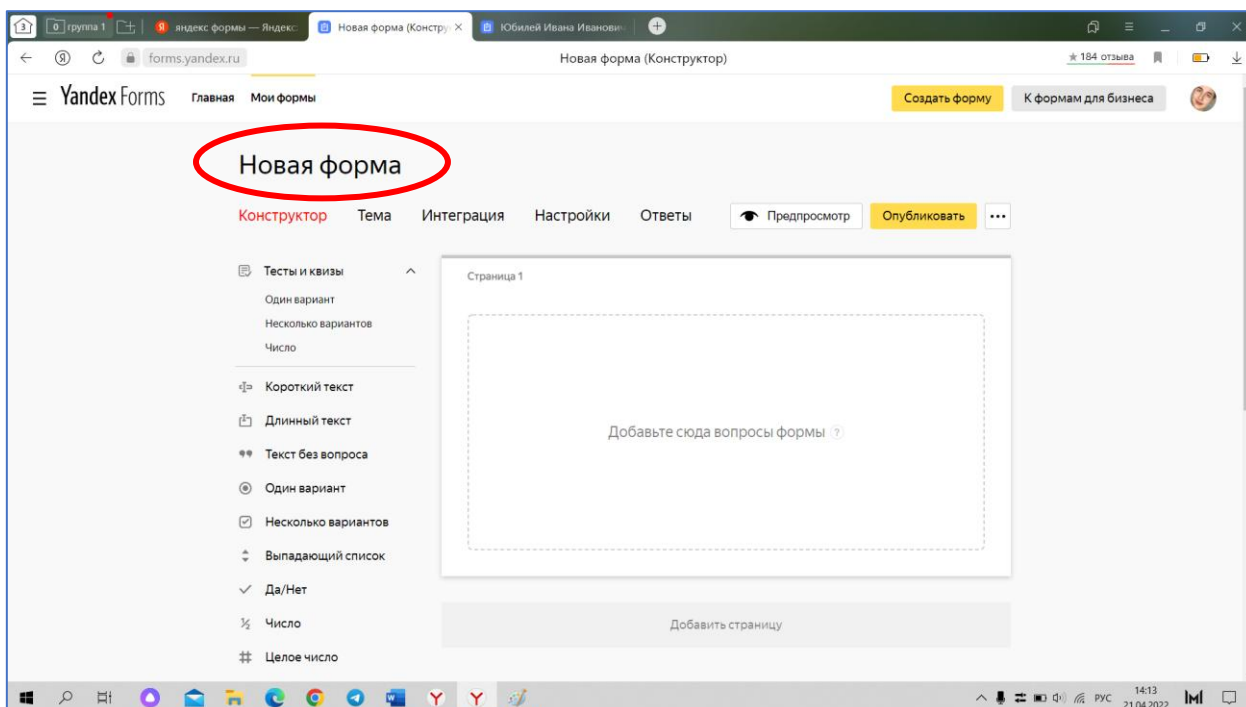 3
0 группа 1
яндекс формы — Яндекс
Новая форма (Констру
Юбилей Ивана Иванови
forms.yandex.ru
Новая форма (Конструктор)
★ 184 отзыва
Yandex Forms
Главная
Мои формы
Создать форму
К формам для бизнеса
Новая форма
Конструктор
Тема
Интеграция
Настройки
Ответы
Предпросмотр
Опубликовать
Тесты и квизы
Один вариант
Несколько вариантов
Число
Короткий текст
Длинный текст
Текст без вопроса
Один вариант
Несколько вариантов
Выпадающий список
Да/Нет
Число
Целое число
Страница 1
Добавьте сюда вопросы формы ?
Добавить страницу
РУС
14:13
21.04.2022